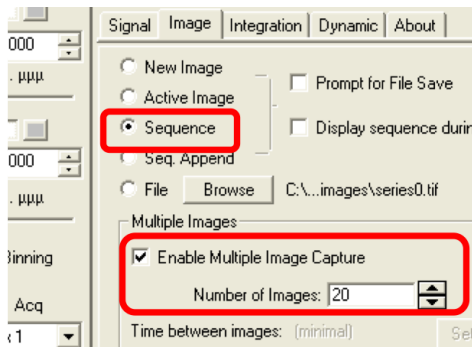 Signal Image Integration Dynamic About
000
. µµµ
New Image
Prompt for File Save
Active Image
Sequence
Display sequence durin
000
Seq. Append
. µµµ
File Browse C:\...images\series0.tif
Multiple Images
Binning
Enable Multiple Image Capture
Number of Images: 20
Acq
x 1
Time between images: (minimal) Se